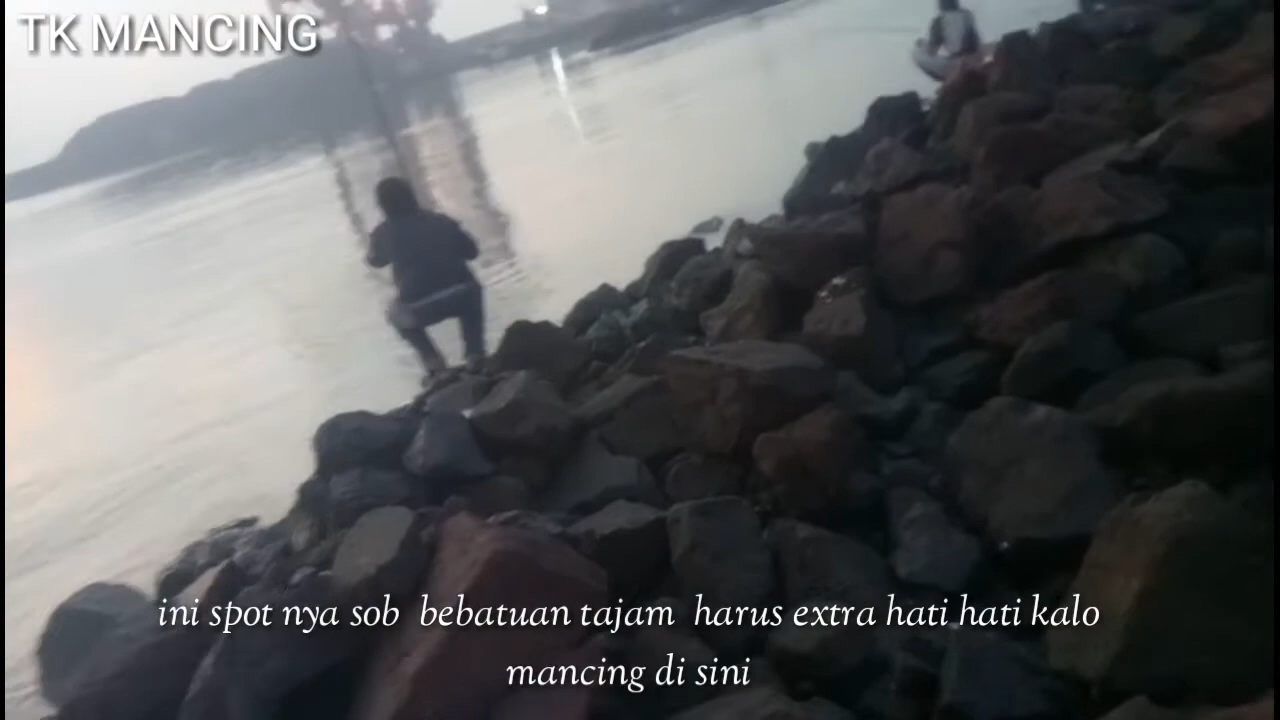 TK MANCING
ini spot nya sob bebatuan tajam harus extra hati hati kalo
mancing di sini